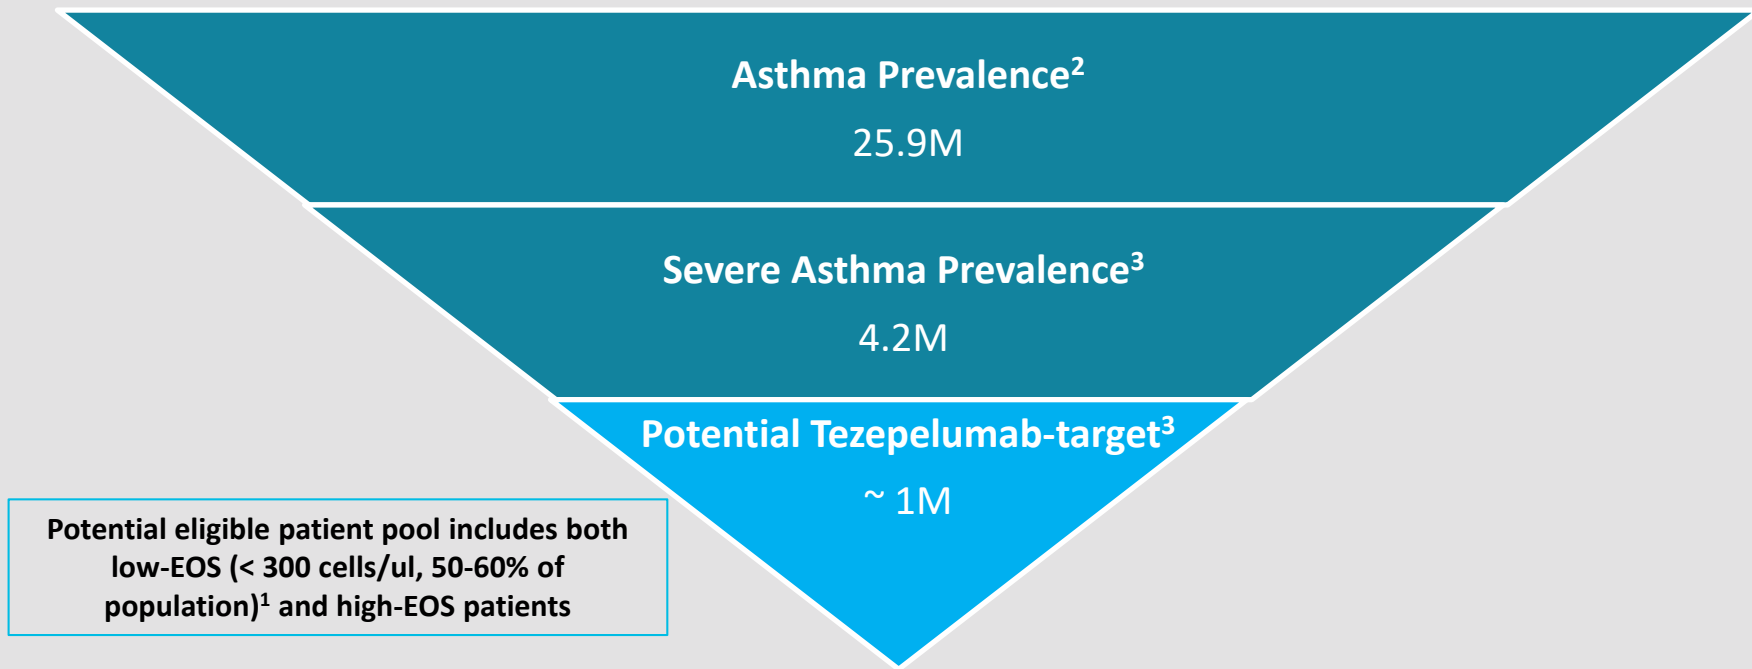 Asthma Prevalence²
25.9M
Severe Asthma Prevalence³
4.2M
Potential Tezepelumab-target³
~ 1M
Potential eligible patient pool includes both
low-EOS (< 300 cells/ul, 50-60% of
population)¹ and high-EOS patients